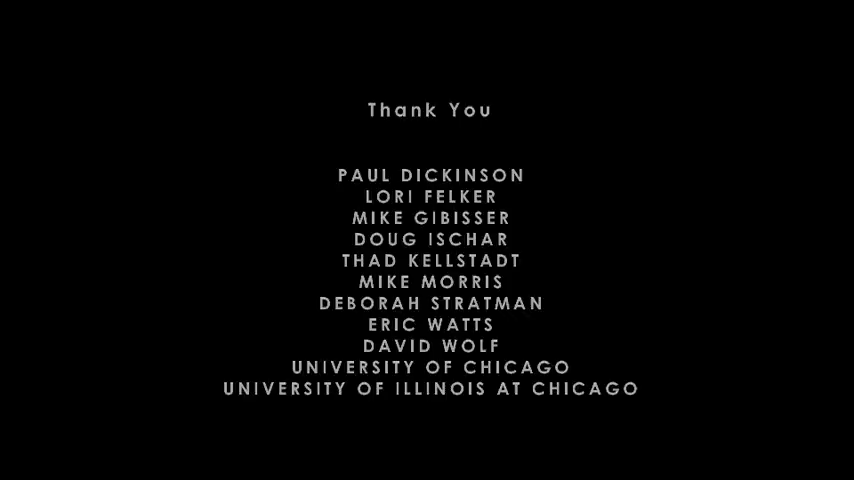 Thank You
PAUL DICKINSON
LORI FELKER
MIKE GIBISSER
DOUG ISCHAR
THAD KELLSTADT
MIKE MORRIS
DEBORAH STRATMAN
ERIC WATTS
DAVID WOLF
UNIVERSITY OF CHICAGO
UNIVERSITY OF ILLINOIS AT CHICAGO